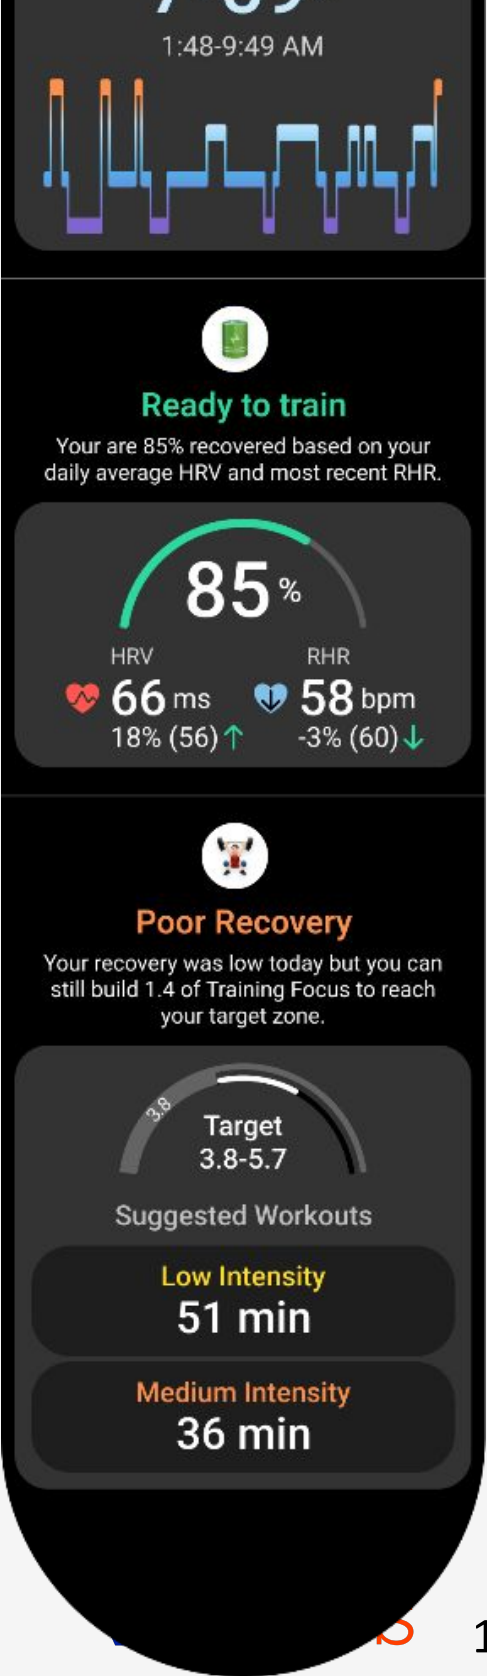 1:48-9:49 AM
Ready to train
Your are 85% recovered based on your
daily average HRV and most recent RHR.
85%
HRV RHR
66 ms 58 bpm
18% (56)↑ -3% (60)↓
Poor Recovery
Your recovery was low today but you can
still build 1.4 of Training Focus to reach
your target zone.
3.8
Target
3.8-5.7
Suggested Workouts
Low Intensity
51 min
Medium Intensity
36 min